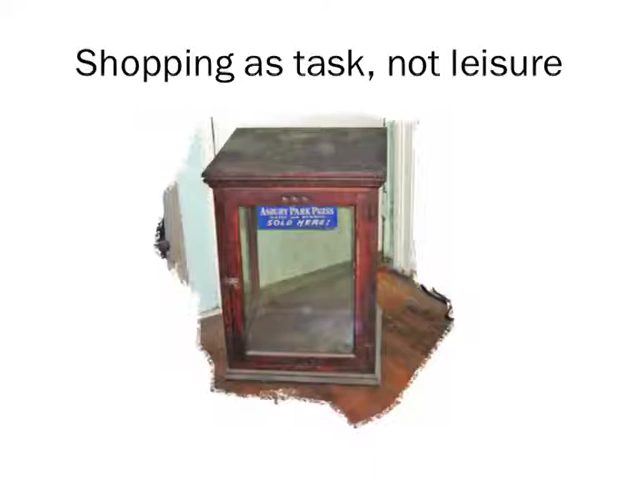 Shopping as task, not leisure
ASBURY PARK PRESS
SOLD HERE!